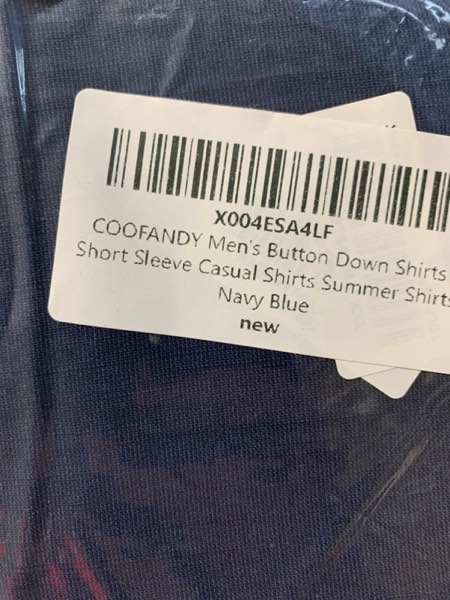 X004ESA4LF
COOFANDY Men's Button Down Shirts
Short Sleeve Casual Shirts Summer Shirts
Navy Blue
new